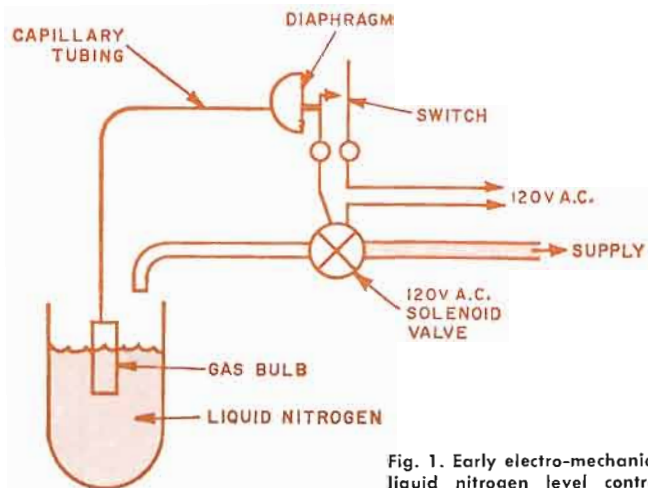 DIAPHRAGM
CAPILLARY
TUBING
SWITCH
120V A.C.
SUPPLY
120V A.C.
SOLENOID
VALVE
GAS BULB
LIQUID NITROGEN
Fig. 1. Early electro-mechanic
liquid nitrogen level contr